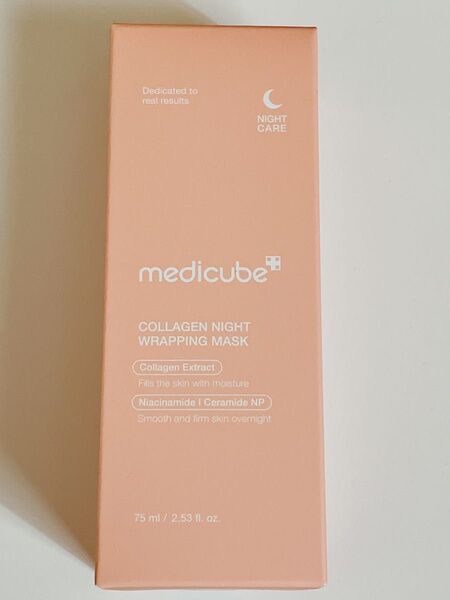 Dedicated to
real results
NIGHT
CARE
medicube
COLLAGEN NIGHT
WRAPPING MASK
Collagen Extract
Fills the skin with moisture
Niacinamide | Ceramide NP
Smooth and firm skin overnight
75 ml / 2.53 fl. oz.